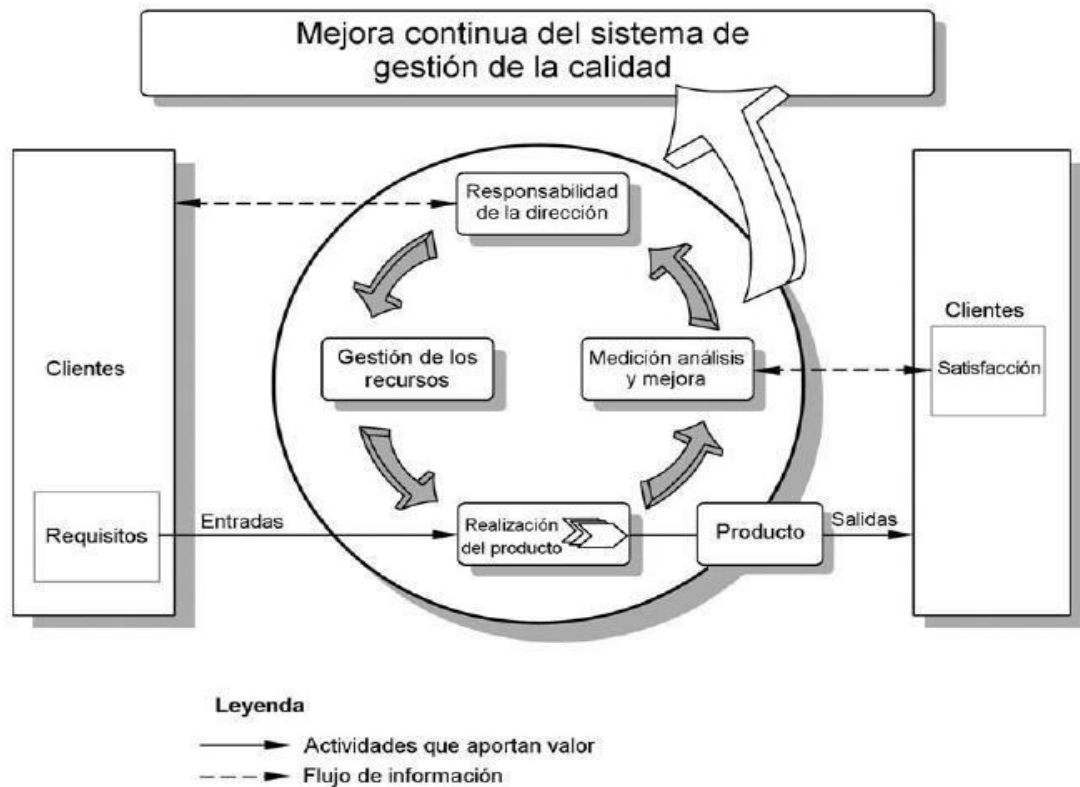 Mejora continua del sistema de
gestión de la calidad
Responsabilidad
de la dirección
Clientes
Clientes
Gestión de los
recursos
Medición análisis
y mejora
Satisfacción
Requisitos
Entradas
Realización
del producto
Producto
Salidas
Leyenda
Actividades que aportan valor
Flujo de información